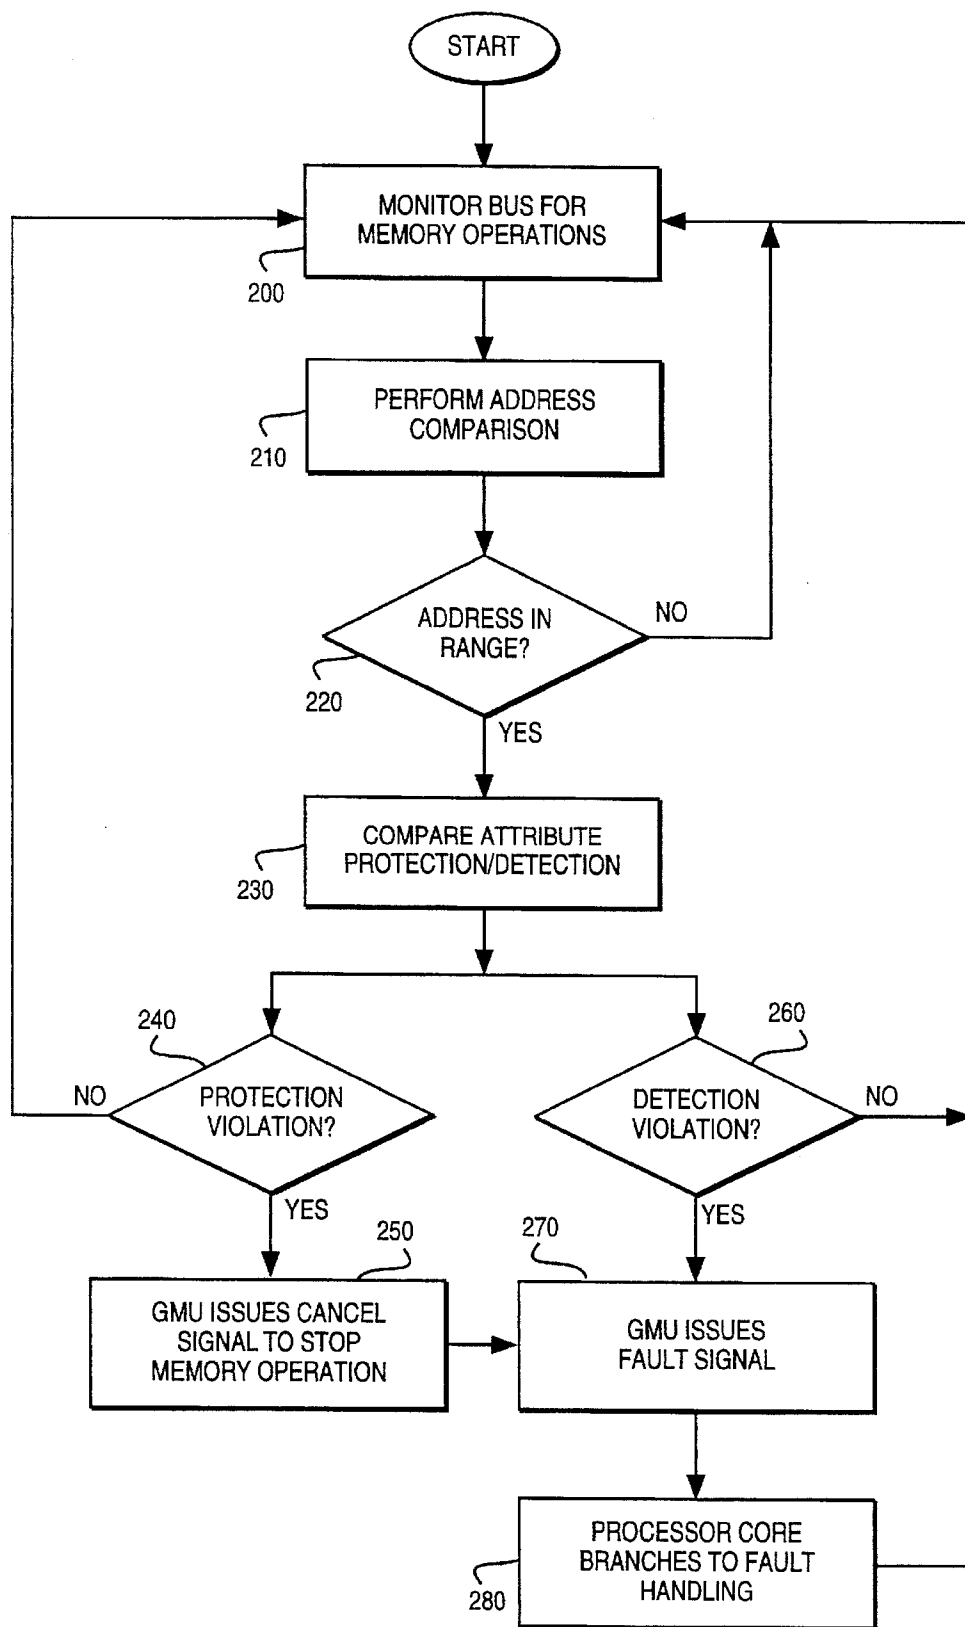 START
MONITOR BUS FOR
MEMORY OPERATIONS
200
PERFORM ADDRESS
COMPARISON
210
ADDRESS IN
RANGE?
NO
220
YES
COMPARE ATTRIBUTE
PROTECTION/DETECTION
230
240
260
NO
PROTECTION
VIOLATION?
DETECTION
VIOLATION?
NO
YES
YES
250
270
GMU ISSUES CANCEL
SIGNAL TO STOP
MEMORY OPERATION
GMU ISSUES
FAULT SIGNAL
PROCESSOR CORE
BRANCHES TO FAULT
HANDLING
280